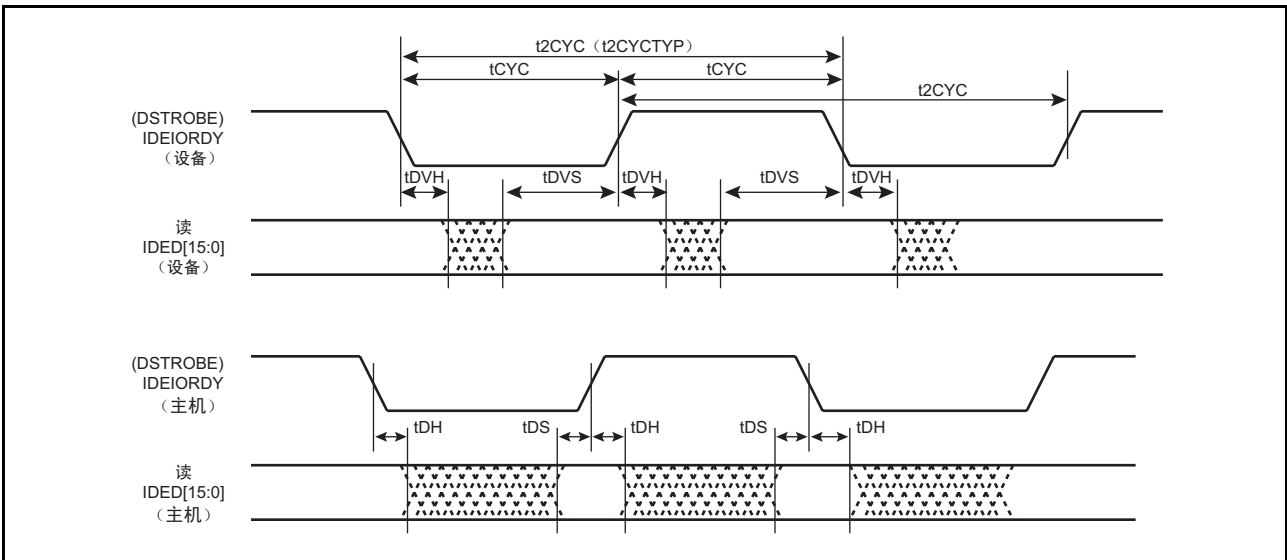 t2CYC（t2CYCTYP）
tCYC
tCYC
t2CYC
(DSTROBE)
IDEIORDY
（设备）
tDVH
tDVS
tDVH
tDVS
tDVH
读
IDED[15:0]
（设备）
(DSTROBE)
IDEIORDY
（主机）
tDH
tDS
tDH
tDS
tDH
读
IDED[15:0]
（主机）